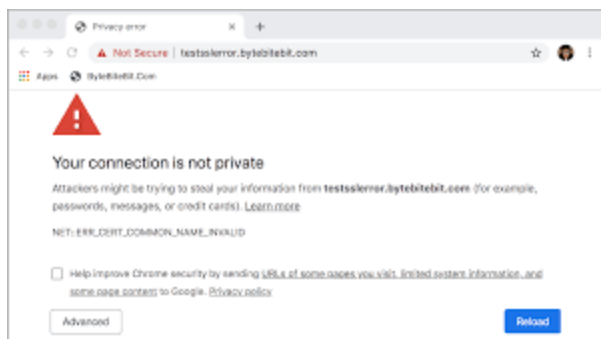 Privacy error
Not Secure | testsslerror.bytebitebit.com
Apps ByteBiteBit.Com
Your connection is not private
Attackers might be trying to steal your information from testsslerror.bytebitebit.com (for example,
passwords, messages, or credit cards). Learn more
NET::ERR_CERT_COMMON_NAME_INVALID
Help improve Chrome security by sending URLs of some pages you visit, limited system information, and
some page content to Google. Privacy policy
Advanced
Reload